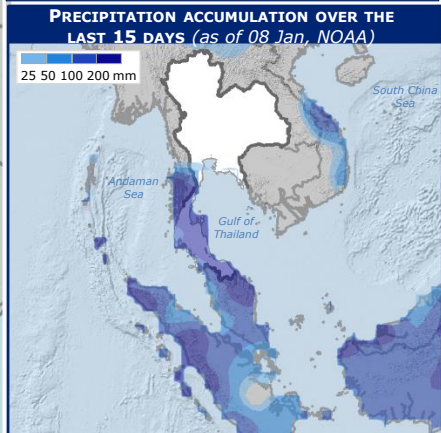 PRECIPITATION ACCUMULATION OVER THE
LAST 15 DAYS (as of 08 Jan, NOAA)
25 50 100 200 mm
South China
Sea
Andaman
Sea
Gulf of
Thailand